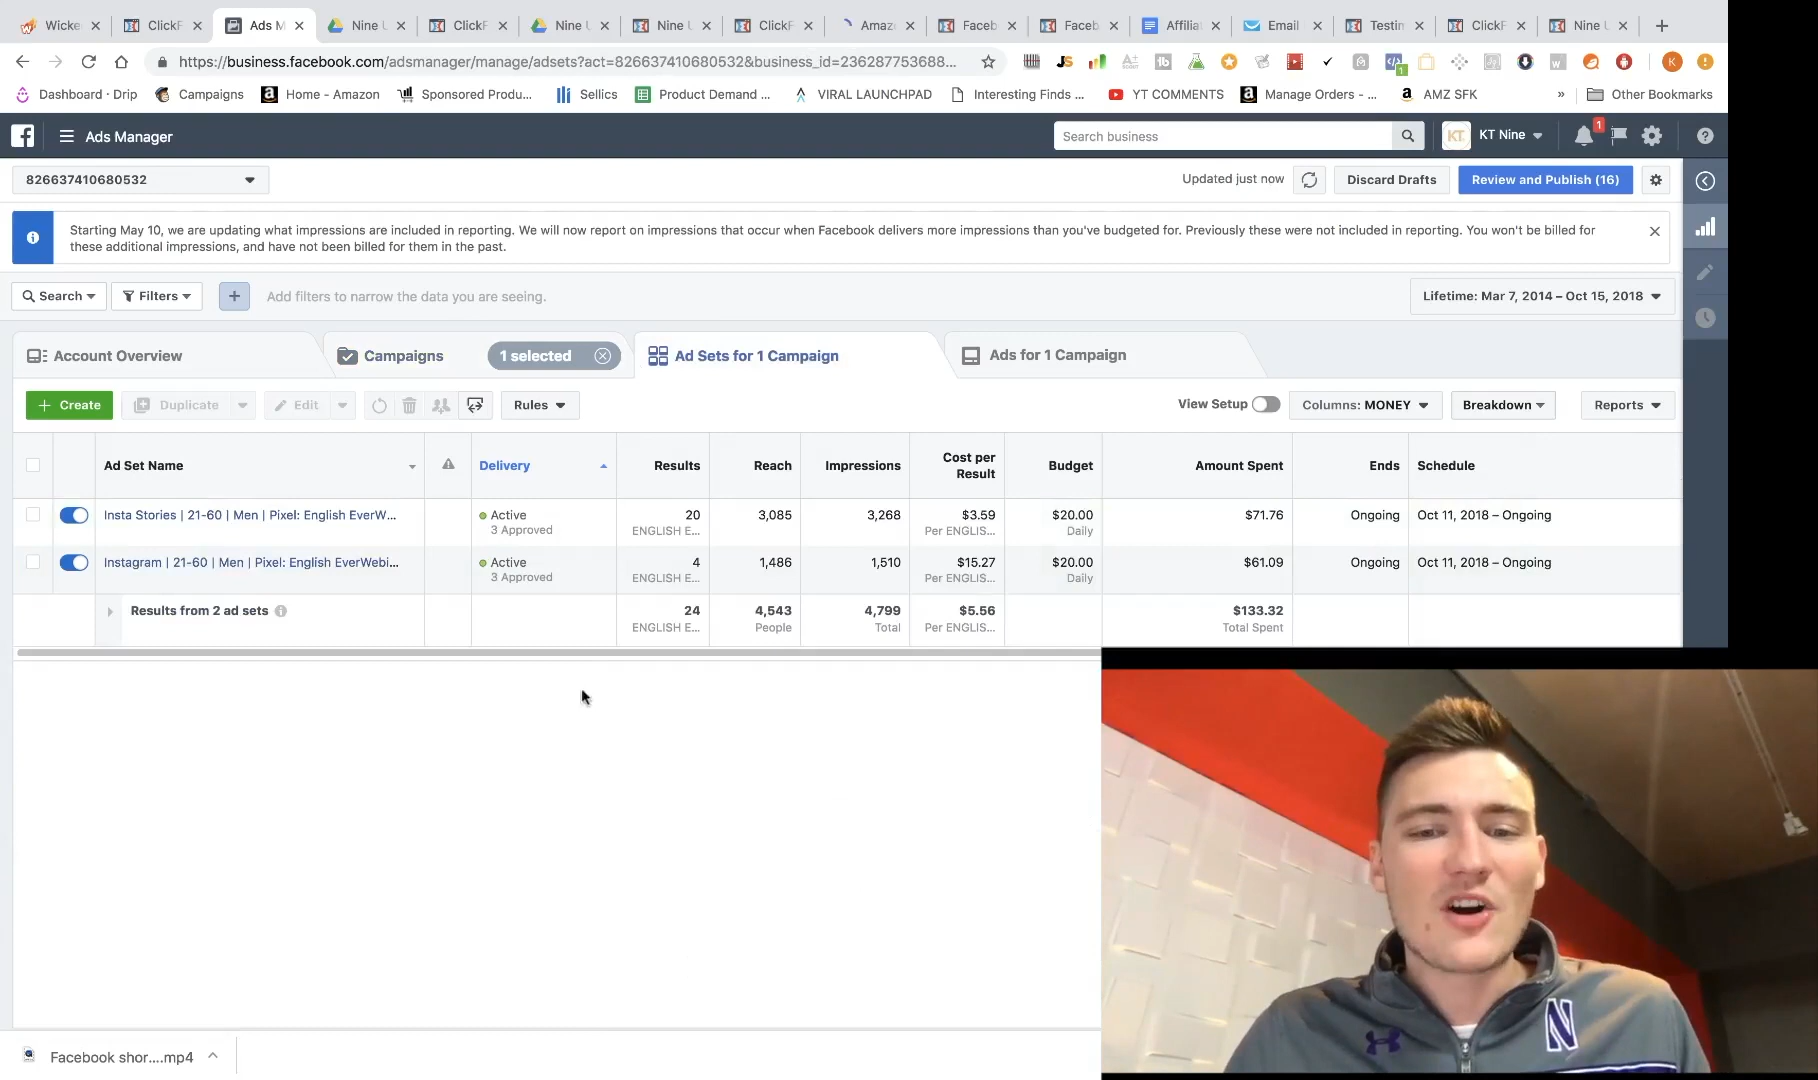 Wicke
ClickF
Ads M
Nine U
ClickF
Nine U
Nine U
ClickF
Amaz
Faceb
Faceb
Affilia
Email
Testin
ClickF
Nine U
https://business.facebook.com/adsmanager/manage/adsets?act=826637410680532&business_id=236287753688...
Dashboard · Drip
Campaigns
Home - Amazon
Sponsored Produ...
Sellics
Product Demand ...
VIRAL LAUNCHPAD
Interesting Finds ...
YT COMMENTS
Manage Orders - ...
AMZ SFK
»
Other Bookmarks
Ads Manager
Search business
KT.
KT Nine
1
826637410680532
Updated just now
Discard Drafts
Review and Publish (16)
Starting May 10, we are updating what impressions are included in reporting. We will now report on impressions that occur when Facebook delivers more impressions than you've budgeted for. Previously these were not included in reporting. You won't be billed for
these additional impressions, and have not been billed for them in the past.
Search
Filters
Add filters to narrow the data you are seeing.
Lifetime: Mar 7, 2014 – Oct 15, 2018
Account Overview
Campaigns
1 selected
Ad Sets for 1 Campaign
Ads for 1 Campaign
+ Create
Duplicate
Edit
Rules
View Setup
Columns: MONEY
Breakdown
Reports
Ad Set Name
Delivery
Results
Reach
Impressions
Cost per
Result
Budget
Amount Spent
Ends
Schedule
Insta Stories | 21-60 | Men | Pixel: English EverW...
Active
3 Approved
20
ENGLISH E...
3,085
3,268
$3.59
Per ENGLIS...
$20.00
Daily
$71.76
Ongoing
Oct 11, 2018 – Ongoing
Instagram | 21-60 | Men | Pixel: English EverWebi...
Active
3 Approved
4
ENGLISH E...
1,486
1,510
$15.27
Per ENGLIS...
$20.00
Daily
$61.09
Ongoing
Oct 11, 2018 – Ongoing
Results from 2 ad sets
24
ENGLISH E...
4,543
People
4,799
Total
$5.56
Per ENGLIS...
$133.32
Total Spent
Facebook shor....mp4
N